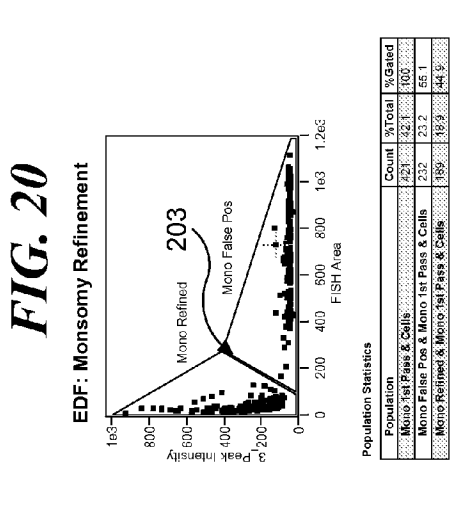 FIG. 20
EDF: Monsomy Refinement
1e3
800
600
400
200
0
3_Peak Intensity
Mono Refined
203
Mono False Pos
0
200
400
600
800
1e3
1.2e3
FISH Area
Population Statistics
Population Count %Total %Gated
Mono 1st Pass & Cells 421 42.1 100
Mono False Pos & Mono 1st Pass & Cells 232 23.2 55.1
Mono Refined & Mono 1st Pass & Cells 189 18.9 44.9